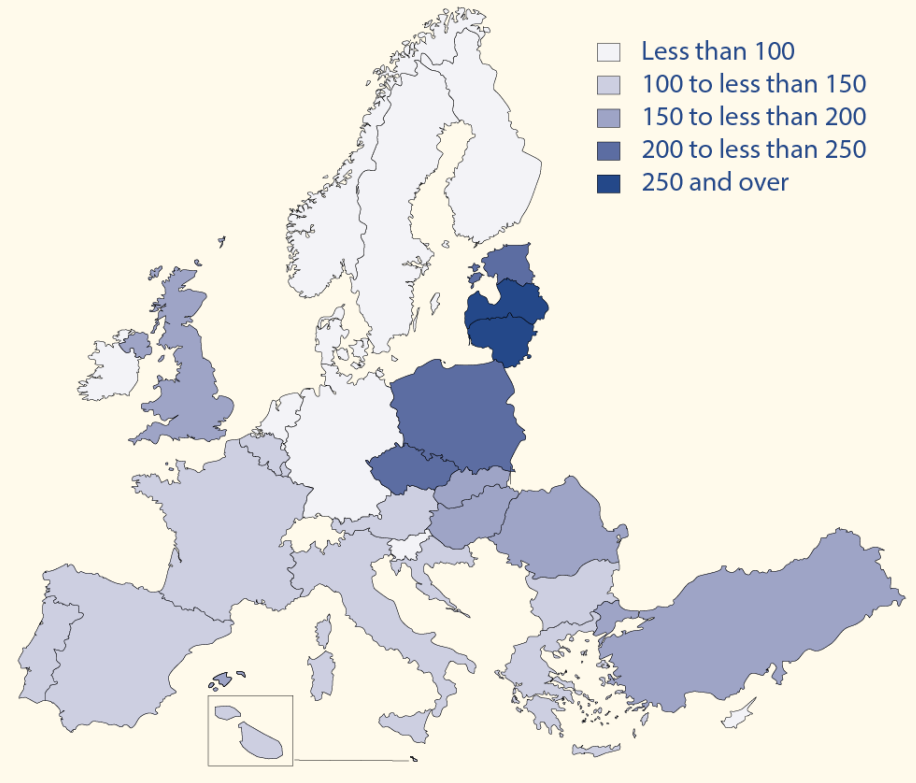 Less than 100
100 to less than 150
150 to less than 200
200 to less than 250
250 and over